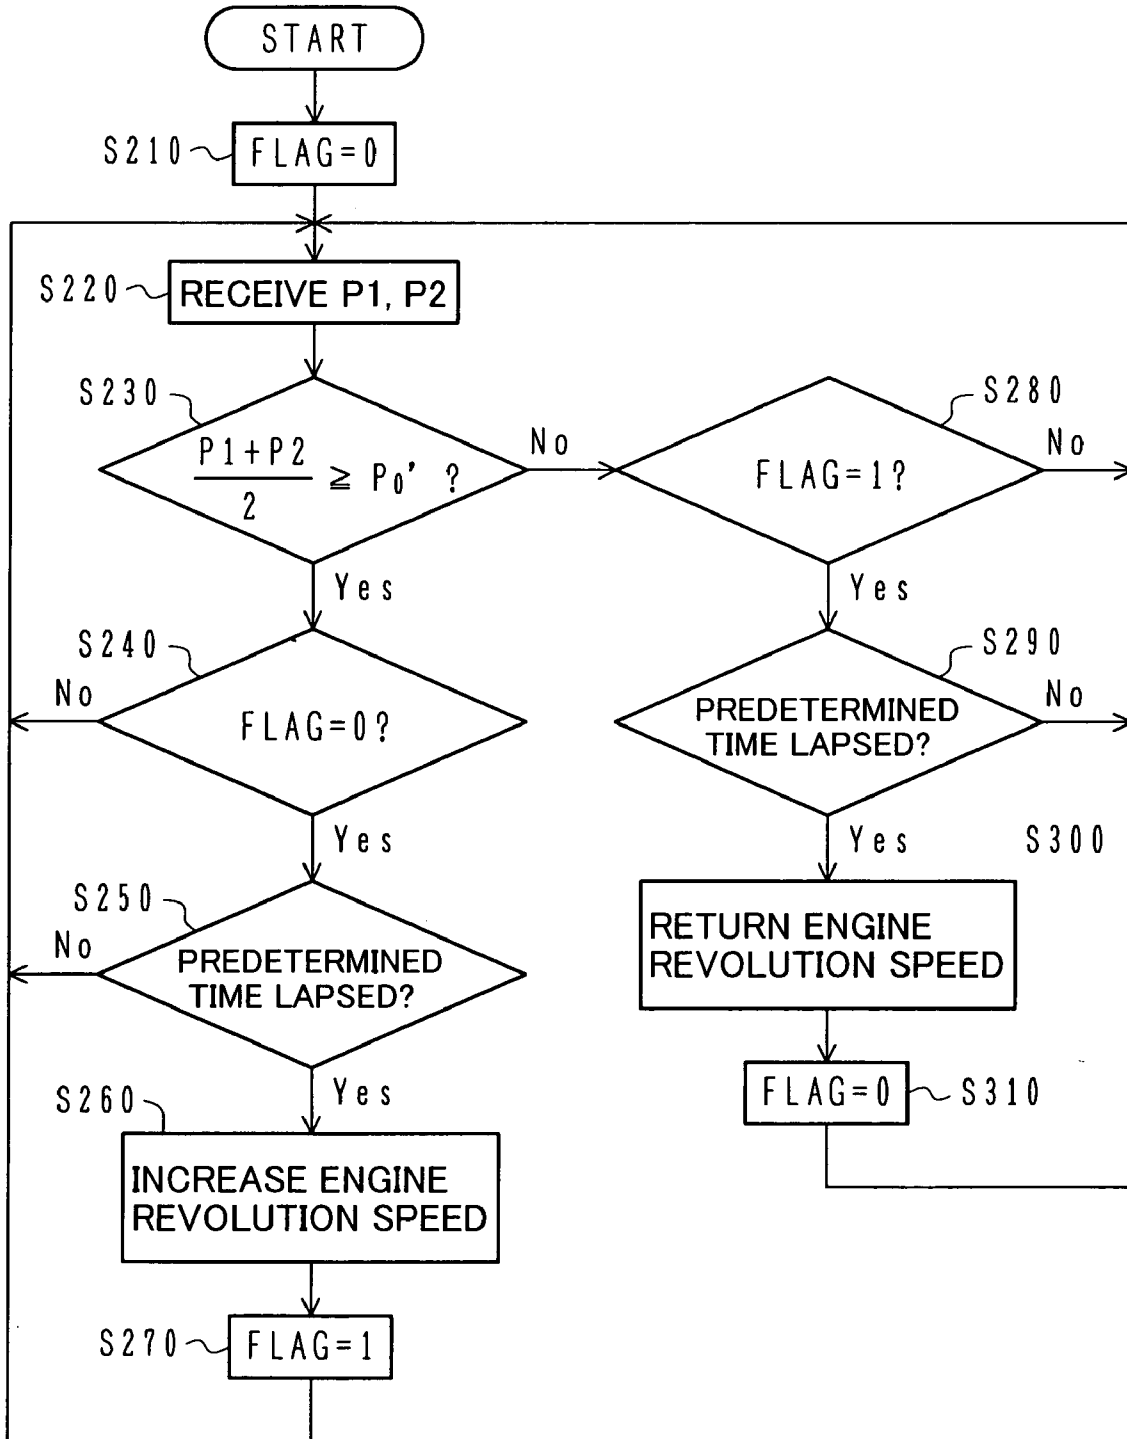 START
S210
FLAG=0
S220
RECEIVE P1, P2
S230
P1+P2
2
≧ P0' ?
No
S280
FLAG=1?
No
Yes
Yes
S240
FLAG=0?
No
S290
PREDETERMINED
TIME LAPSED?
No
Yes
Yes
S300
S250
PREDETERMINED
TIME LAPSED?
No
RETURN ENGINE
REVOLUTION SPEED
Yes
S260
INCREASE ENGINE
REVOLUTION SPEED
FLAG=0
S310
S270
FLAG=1